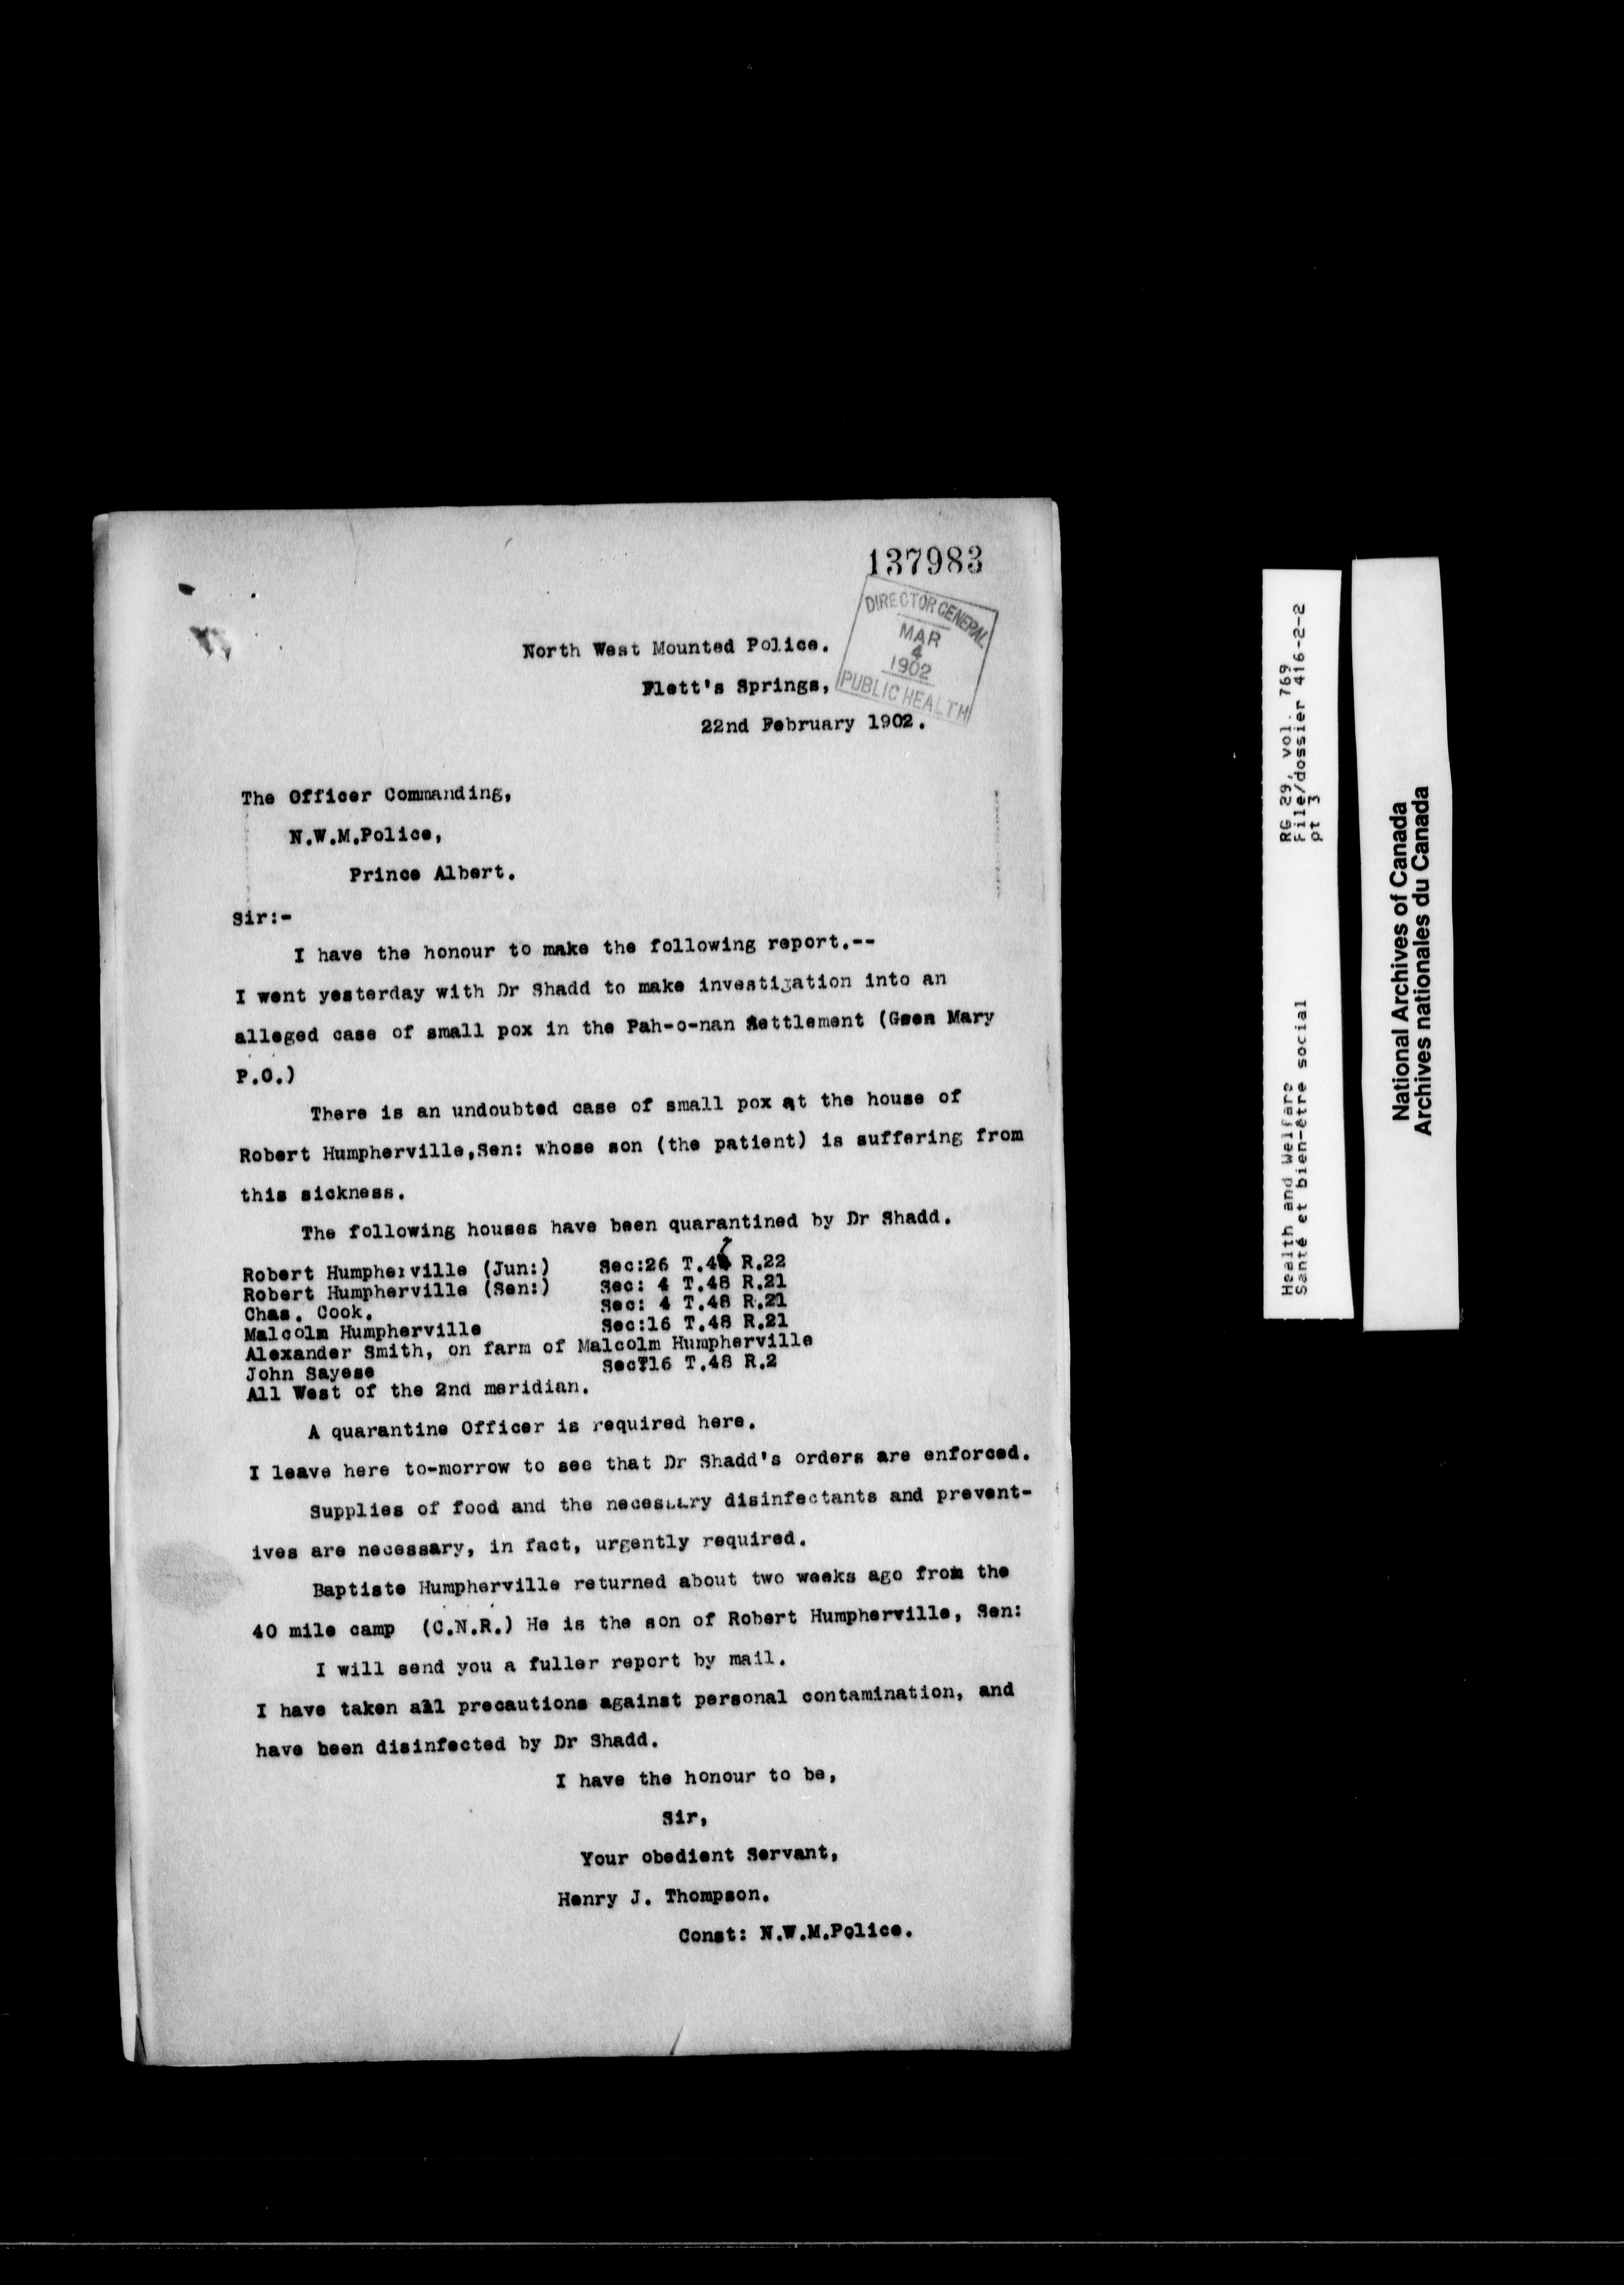 137983
DIRECTOR GENERAL
MAR
4
1902
PUBLIC HEALTH
North West Mounted Police.
Flett's Springs,
22nd February 1902.
The Officer Commanding,
N.W.M.Police,
Prince Albert.
Sir:-
I have the honour to make the following report.--
I went yesterday with Dr Shadd to make investigation into an
alleged case of small pox in the Pah-o-nan Settlement (Geen Mary
P.O.)
There is an undoubted case of small pox at the house of
Robert Humpherville,Sen: whose son (the patient) is suffering from
this sickness.
The following houses have been quarantined by Dr Shadd.
Robert Humpherville (Jun:) Sec:26 T.46 R.22
Robert Humpherville (Sen:) Sec: 4 T.48 R.21
Chas. Cook. Sec: 4 T.48 R.21
Malcolm Humpherville Sec:16 T.48 R.21
Alexander Smith, on farm of Malcolm Humpherville
John Sayese Sec:16 T.48 R.2
All West of the 2nd meridian.
A quarantine Officer is required here.
I leave here to-morrow to see that Dr Shadd's orders are enforced.
Supplies of food and the necessary disinfectants and prevent-
ives are necessary, in fact, urgently required.
Baptiste Humpherville returned about two weeks ago from the
40 mile camp (C.N.R.) He is the son of Robert Humpherville, Sen:
I will send you a fuller report by mail.
I have taken all precautions against personal contamination, and
have been disinfected by Dr Shadd.
I have the honour to be,
Sir,
Your obedient Servant,
Henry J. Thompson.
Const: N.W.M.Police.
Health and Welfare RG 29, vol. 769
Santé et bien-être social File/dossier 416-2-2
pt 3
National Archives of Canada
Archives nationales du Canada